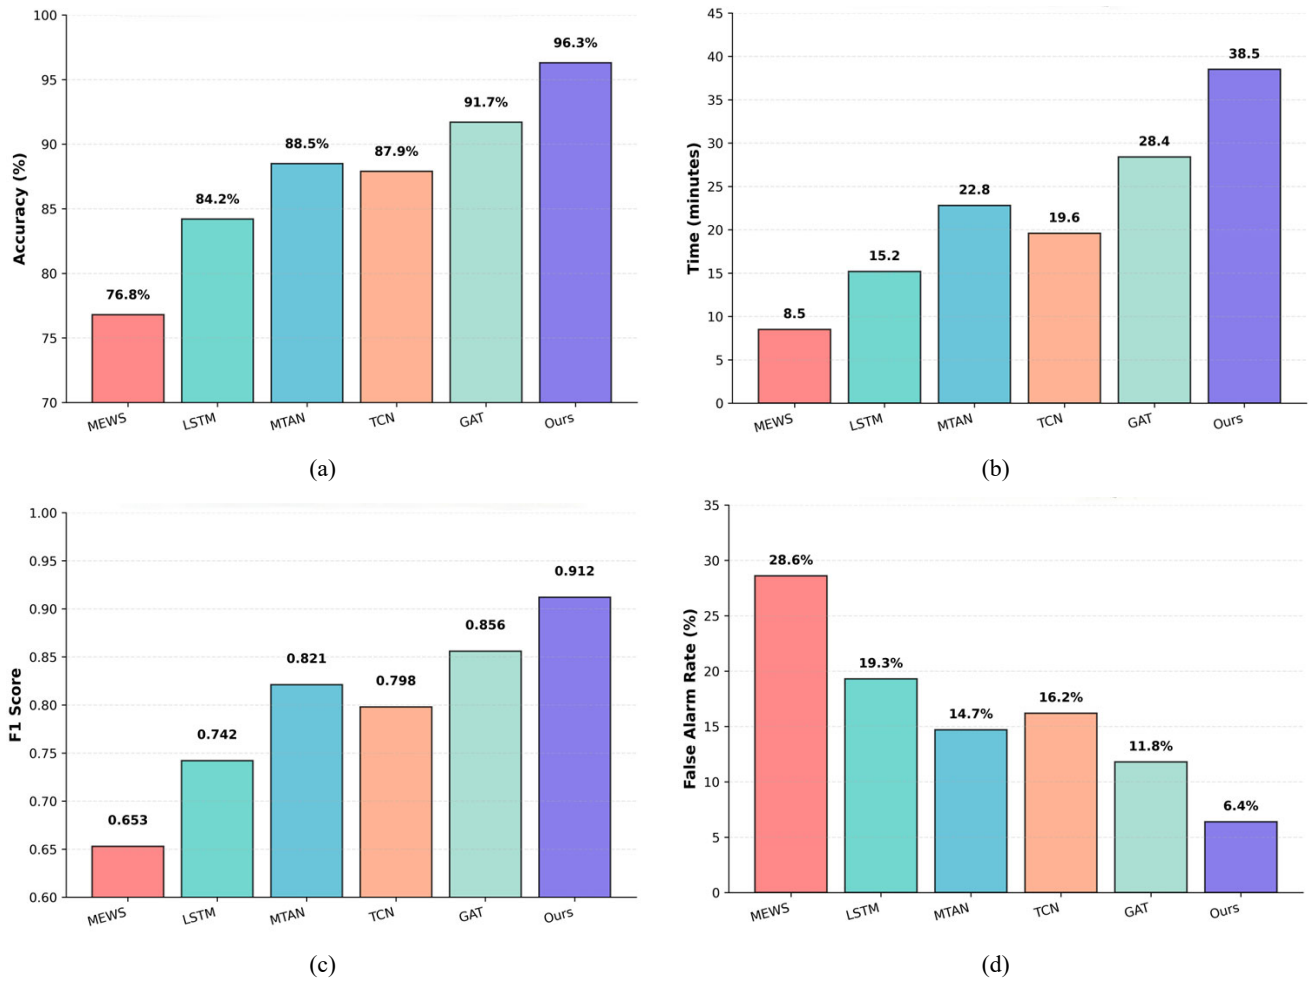 Accuracy (%)
100
95
90
85
80
75
70
76.8%
84.2%
88.5%
87.9%
91.7%
96.3%
MEWS
LSTM
MTAN
TCN
GAT
Ours
(a)
Time (minutes)
45
40
35
30
25
20
15
10
5
0
8.5
15.2
22.8
19.6
28.4
38.5
MEWS
LSTM
MTAN
TCN
GAT
Ours
(b)
F1 Score
1.00
0.95
0.90
0.85
0.80
0.75
0.70
0.65
0.60
0.653
0.742
0.821
0.798
0.856
0.912
MEWS
LSTM
MTAN
TCN
GAT
Ours
(c)
False Alarm Rate (%)
35
30
25
20
15
10
5
0
28.6%
19.3%
14.7%
16.2%
11.8%
6.4%
MEWS
LSTM
MTAN
TCN
GAT
Ours
(d)